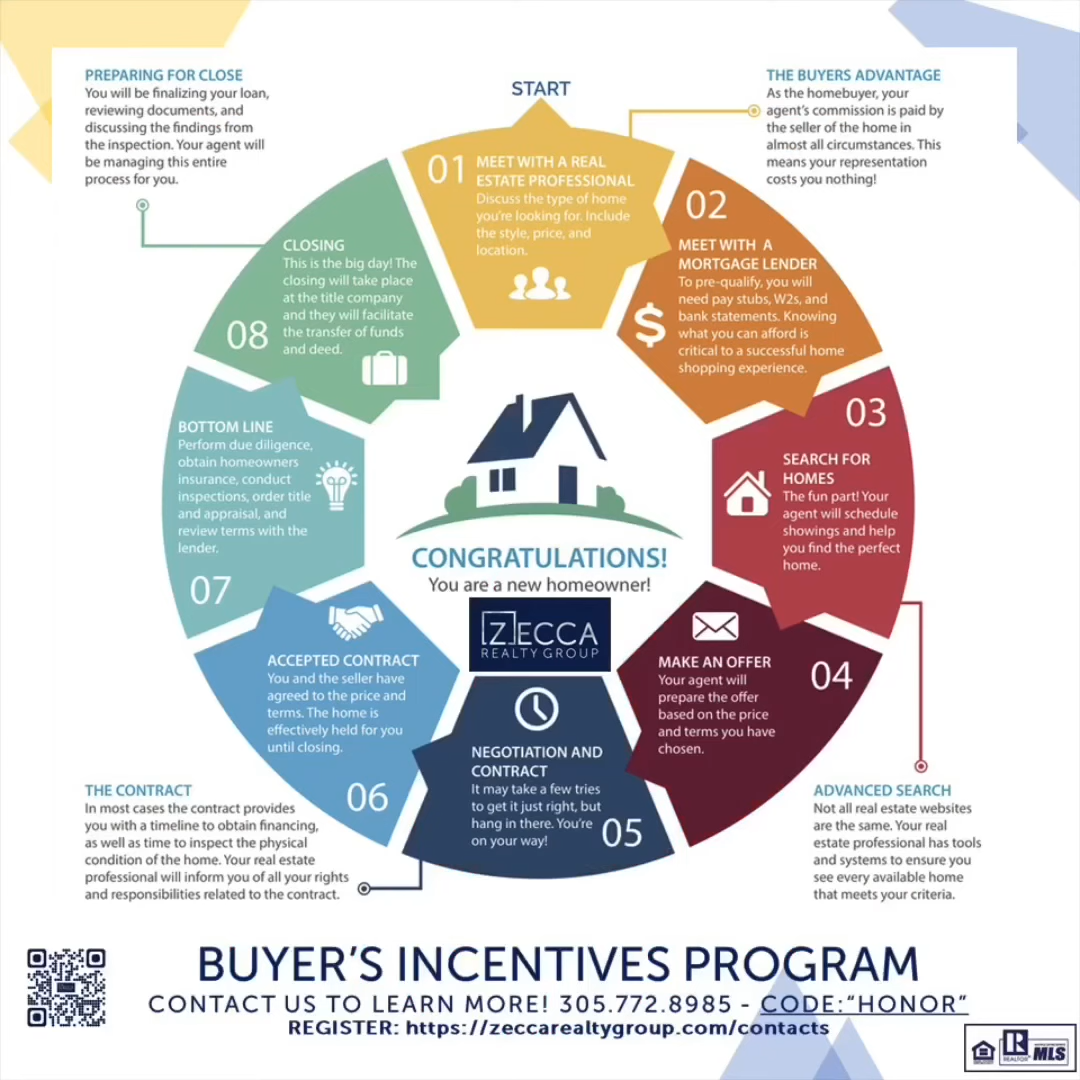 PREPARING FOR CLOSE
You will be finalizing your loan,
reviewing documents, and
discussing the findings from
the inspection. Your agent will
be managing this entire
process for you.
START
THE BUYERS ADVANTAGE
As the homebuyer, your
agent's commission is paid by
the seller of the home in
almost all circumstances. This
means your representation
costs you nothing!
01
MEET WITH A REAL
ESTATE PROFESSIONAL
Discuss the type of home
you're looking for. Include
the style, price, and
location.
02
MEET WITH A
MORTGAGE LENDER
To pre-qualify, you will
need pay stubs, W2s, and
bank statements. Knowing
what you can afford is
critical to a successful home
shopping experience.
$
03
SEARCH FOR
HOMES
The fun part! Your
agent will schedule
showings and help
you find the perfect
home.
04
MAKE AN OFFER
Your agent will
prepare the offer
based on the price
and terms you have
chosen.
NEGOTIATION AND
CONTRACT
It may take a few tries
to get it just right, but
hang in there. You're
on your way!
05
ACCEPTED CONTRACT
You and the seller have
agreed to the price and
terms. The home is
effectively held for you
until closing.
06
BOTTOM LINE
Perform due diligence,
obtain homeowners
insurance, conduct
inspections, order title
and appraisal, and
review terms with the
lender.
07
CLOSING
This is the big day! The
closing will take place
at the title company
and they will facilitate
the transfer of funds
and deed.
08
CONGRATULATIONS!
You are a new homeowner!
ZECCA
REALTY GROUP
THE CONTRACT
In most cases the contract provides
you with a timeline to obtain financing,
as well as time to inspect the physical
condition of the home. Your real estate
professional will inform you of all your rights
and responsibilities related to the contract.
ADVANCED SEARCH
Not all real estate websites
are the same. Your real
estate professional has tools
and systems to ensure you
see every available home
that meets your criteria.
BUYER'S INCENTIVES PROGRAM
CONTACT US TO LEARN MORE! 305.772.8985 - CODE:"HONOR"
REGISTER: https://zeccarealtygroup.com/contacts
R
REALTOR
MLS